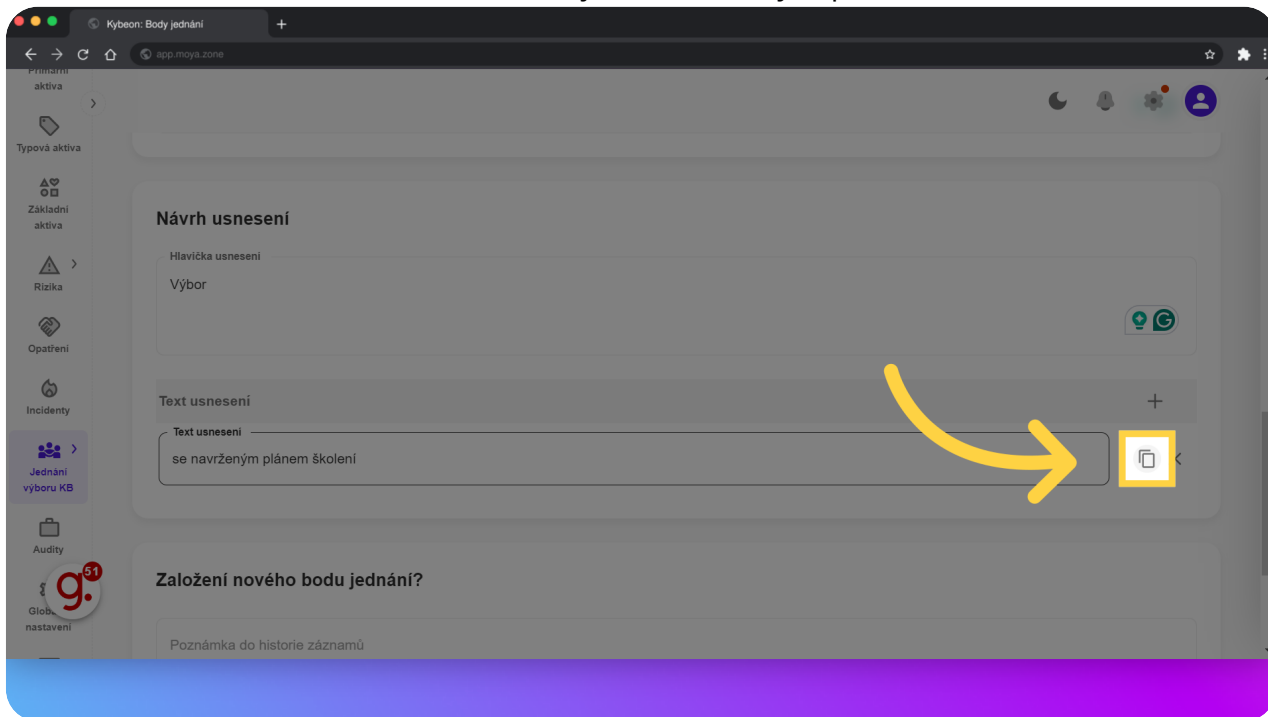 Kybeon: Body jednání
app.moya.zone
Primární
aktiva
Typová aktiva
Základní
aktiva
Rizika
Opatření
Incidenty
Jednání
výboru KB
Audity
g.
51
nastavení
Návrh usnesení
Hlavička usnesení
Výbor
Text usnesení
Text usnesení
se navrženým plánem školení
Založení nového bodu jednání?
Poznámka do historie záznamů